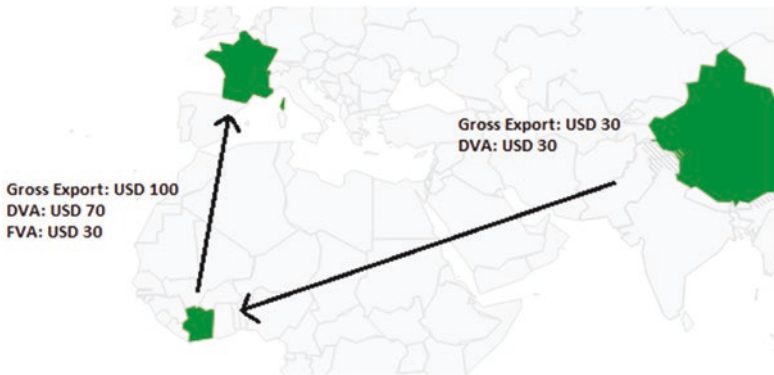 Gross Export: USD 30
DVA: USD 30
Gross Export: USD 100
DVA: USD 70
FVA: USD 30